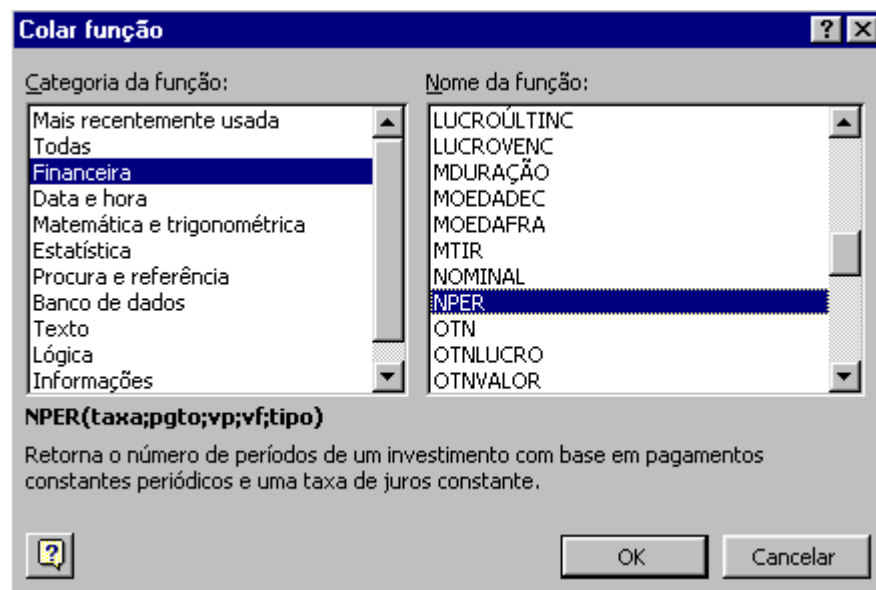 Colar função
Categoria da função:
Mais recentemente usada
Todas
Financeira
Data e hora
Matemática e trigonométrica
Estatística
Procura e referência
Banco de dados
Texto
Lógica
Informações
Nome da função:
LUCROÚLTINC
LUCROVENC
MDURAÇÃO
MOEDADEC
MOEDAFRA
MTIR
NOMINAL
NPER
OTN
OTNLUCRO
OTNVALOR
NPER(taxa;pgto;vp;vf;tipo)
Retorna o número de períodos de um investimento com base em pagamentos
constantes periódicos e uma taxa de juros constante.
OK
Cancelar